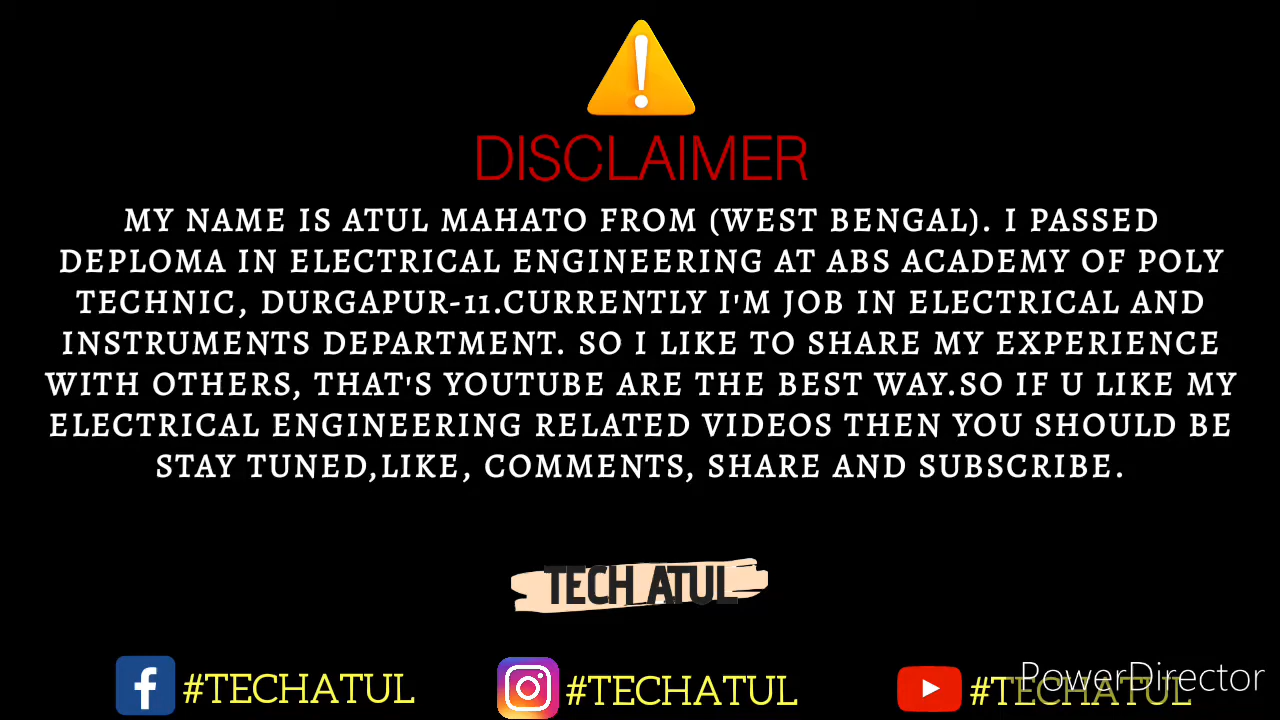 DISCLAIMER
MY NAME IS ATUL MAHATO FROM (WEST BENGAL). I PASSED
DEPLOMA IN ELECTRICAL ENGINEERING AT ABS ACADEMY OF POLY
TECHNIC, DURGAPUR-11.CURRENTLY I'M JOB IN ELECTRICAL AND
INSTRUMENTS DEPARTMENT. SO I LIKE TO SHARE MY EXPERIENCE
WITH OTHERS, THAT'S YOUTUBE ARE THE BEST WAY.SO IF U LIKE MY
ELECTRICAL ENGINEERING RELATED VIDEOS THEN YOU SHOULD BE
STAY TUNED,LIKE, COMMENTS, SHARE AND SUBSCRIBE.
TECH ATUL
#TECHATUL #TECHATUL #TECHATUL
PowerDirector